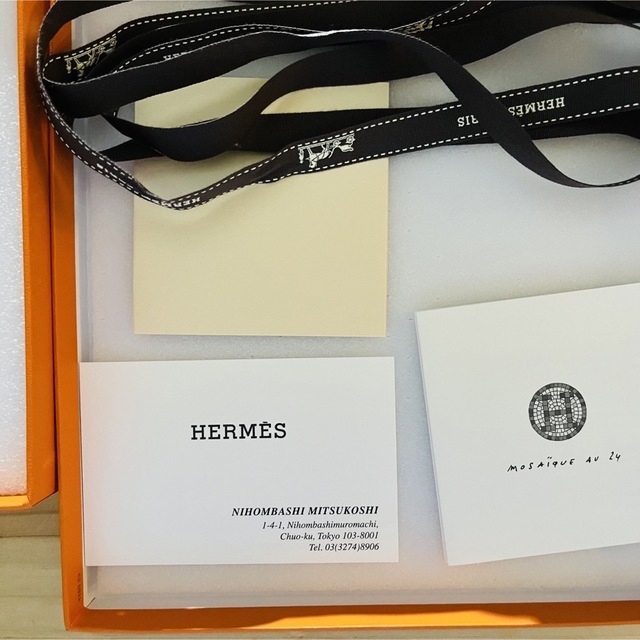 HERMÈS PARIS
HERMÈS
NIHOMBASHI MITSUKOSHI
1-4-1, Nihombashimuromachi,
Chuo-ku, Tokyo 103-8001
Tel. 03(3274)8906
H
MOSAÏQUE AU 24